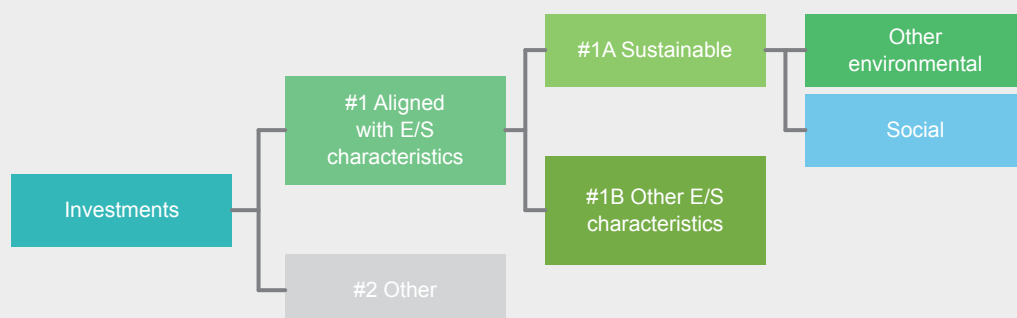 Investments
#1 Aligned
with E/S
characteristics
#2 Other
#1A Sustainable
#1B Other E/S
characteristics
Other
environmental
Social